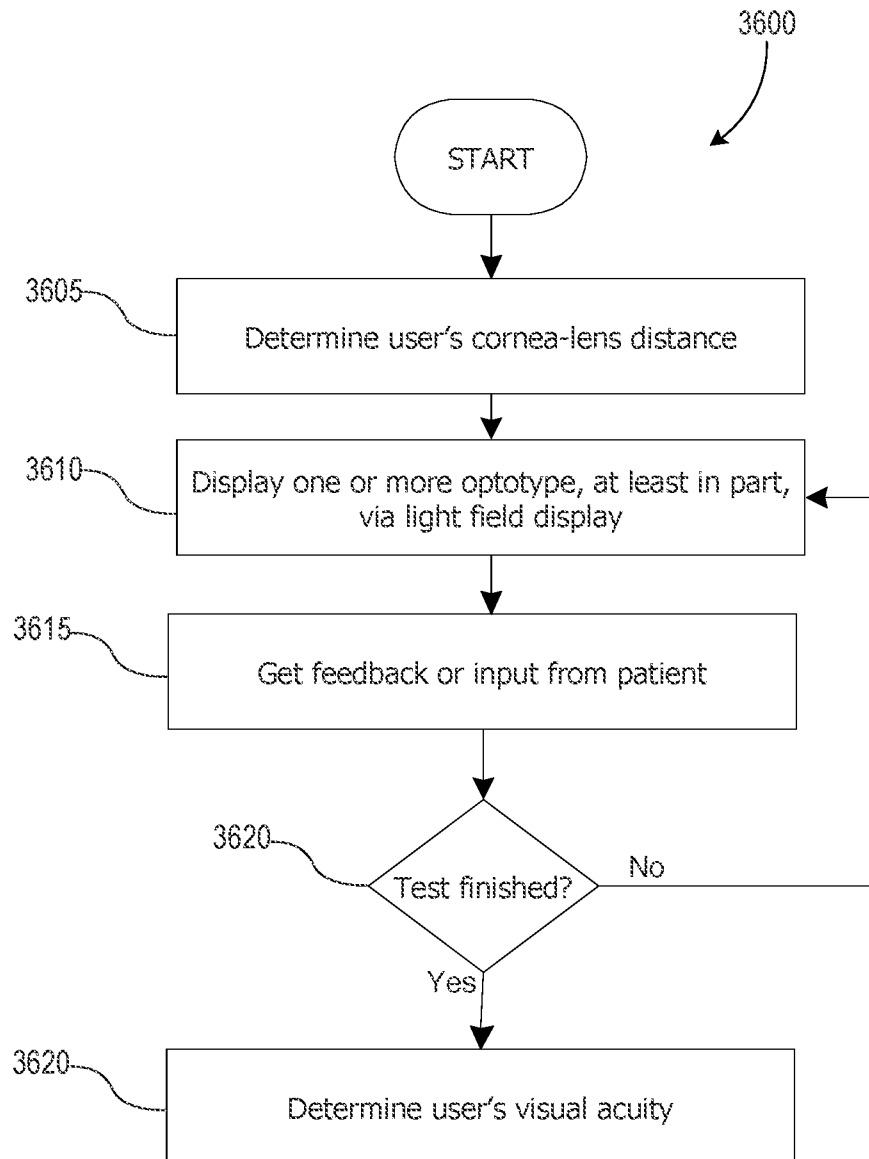 3600
START
3605
Determine user's cornea-lens distance
3610
Display one or more optotype, at least in part,
via light field display
3615
Get feedback or input from patient
3620
Test finished?
No
Yes
3620
Determine user's visual acuity